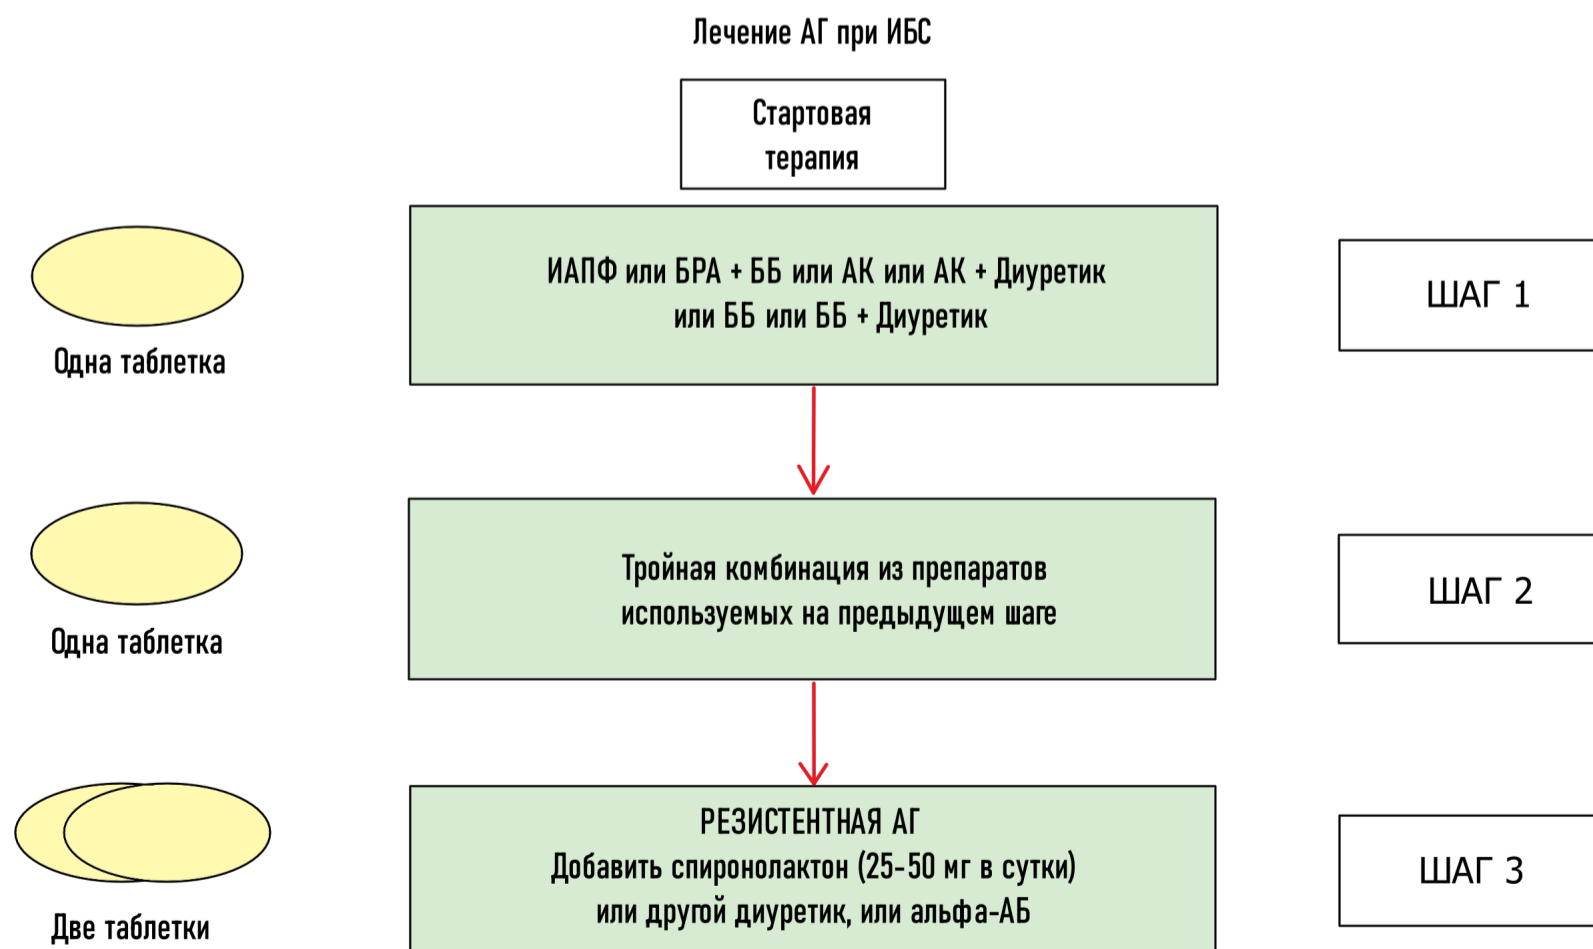 Лечение АГ при ИБС
Стартовая
терапия
ИАПФ или БРА + ББ или АК или АК + Диуретик
или ББ или ББ + Диуретик
Одна таблетка
ШАГ 1
Тройная комбинация из препаратов
используемых на предыдущем шаге
Одна таблетка
ШАГ 2
РЕЗИСТЕНТНАЯ АГ
Добавить спиронолактон (25-50 мг в сутки)
или другой диуретик, или альфа-АБ
Две таблетки
ШАГ 3